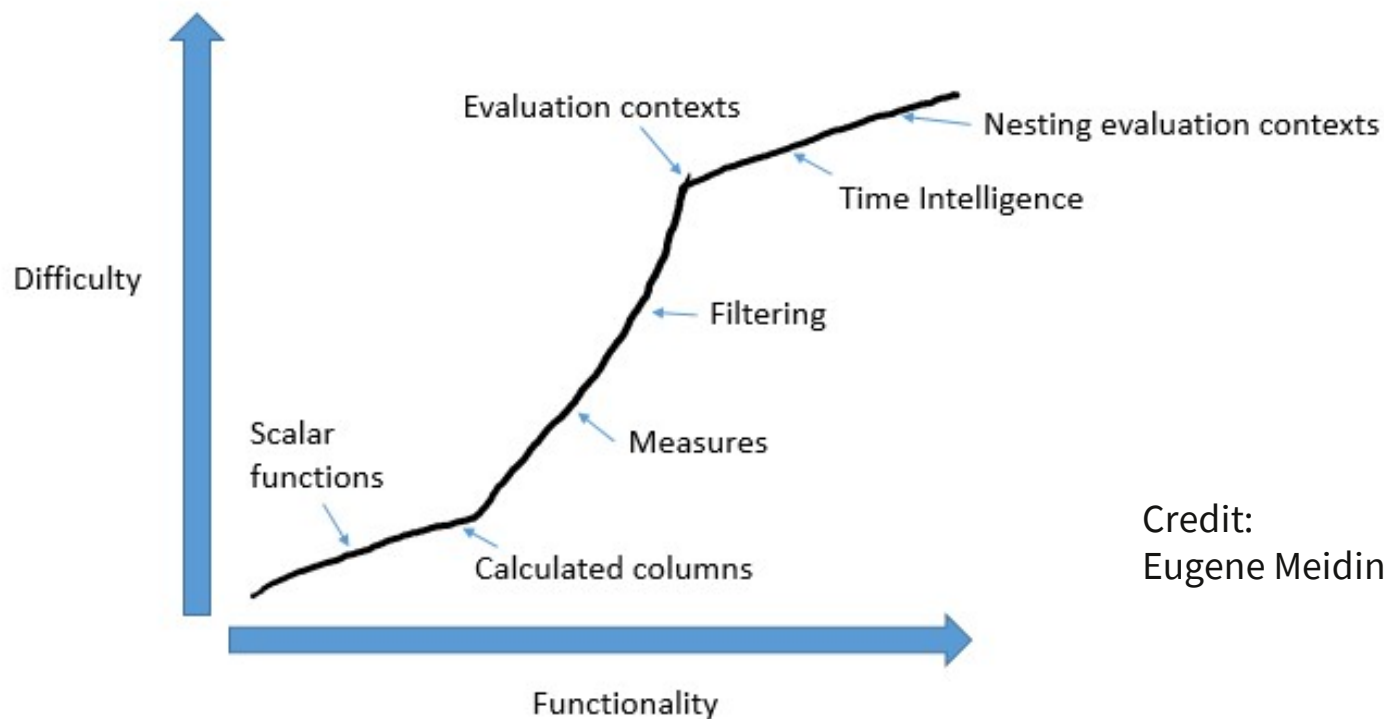 Evaluation contexts
Nesting evaluation contexts
Time Intelligence
Difficulty
Filtering
Scalar
functions
Measures
Calculated columns
Credit:
Eugene Meidin
Functionality